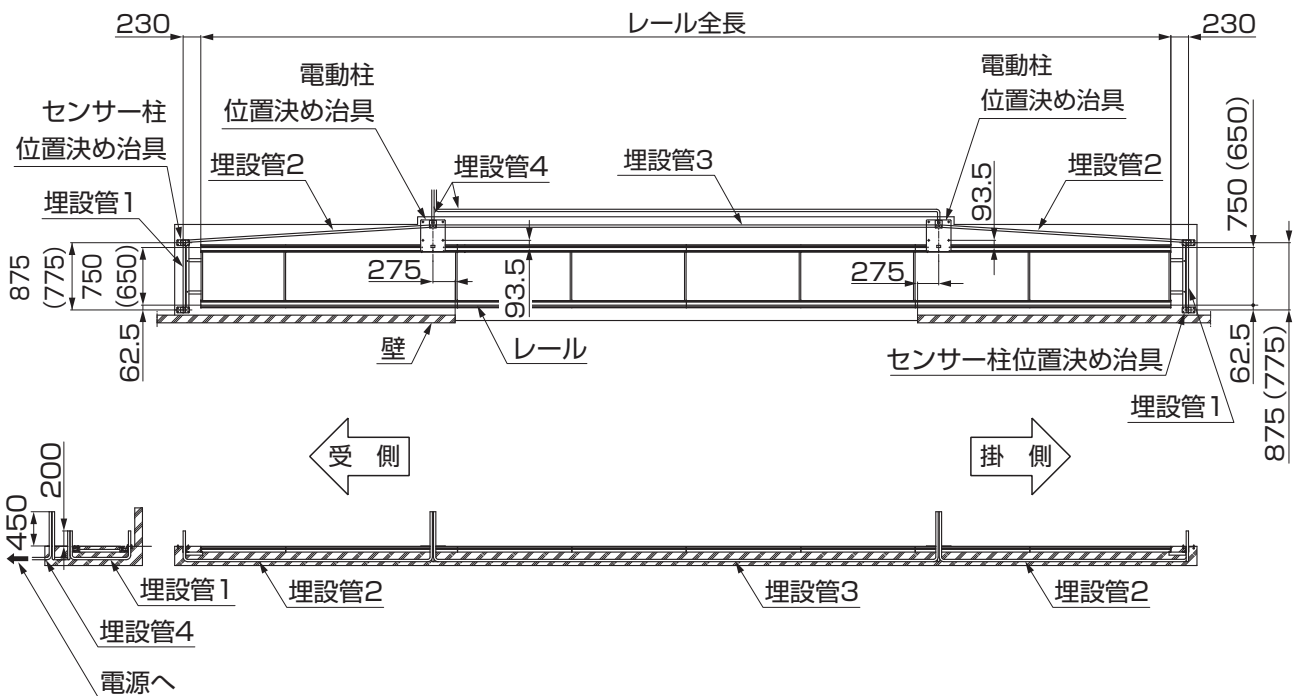 230
レール全長
230
電動柱
位置決め治具
電動柱
位置決め治具
センサー柱
位置決め治具
埋設管2
埋設管4
埋設管3
埋設管2
埋設管1
93.5
750 (650)
875
(775)
750
(650)
275
93.5
275
62.5
壁
レール
センサー柱位置決め治具
62.5
875 (775)
埋設管1
受 側
掛 側
450
200
埋設管1
埋設管2
埋設管3
埋設管2
埋設管4
電源へ